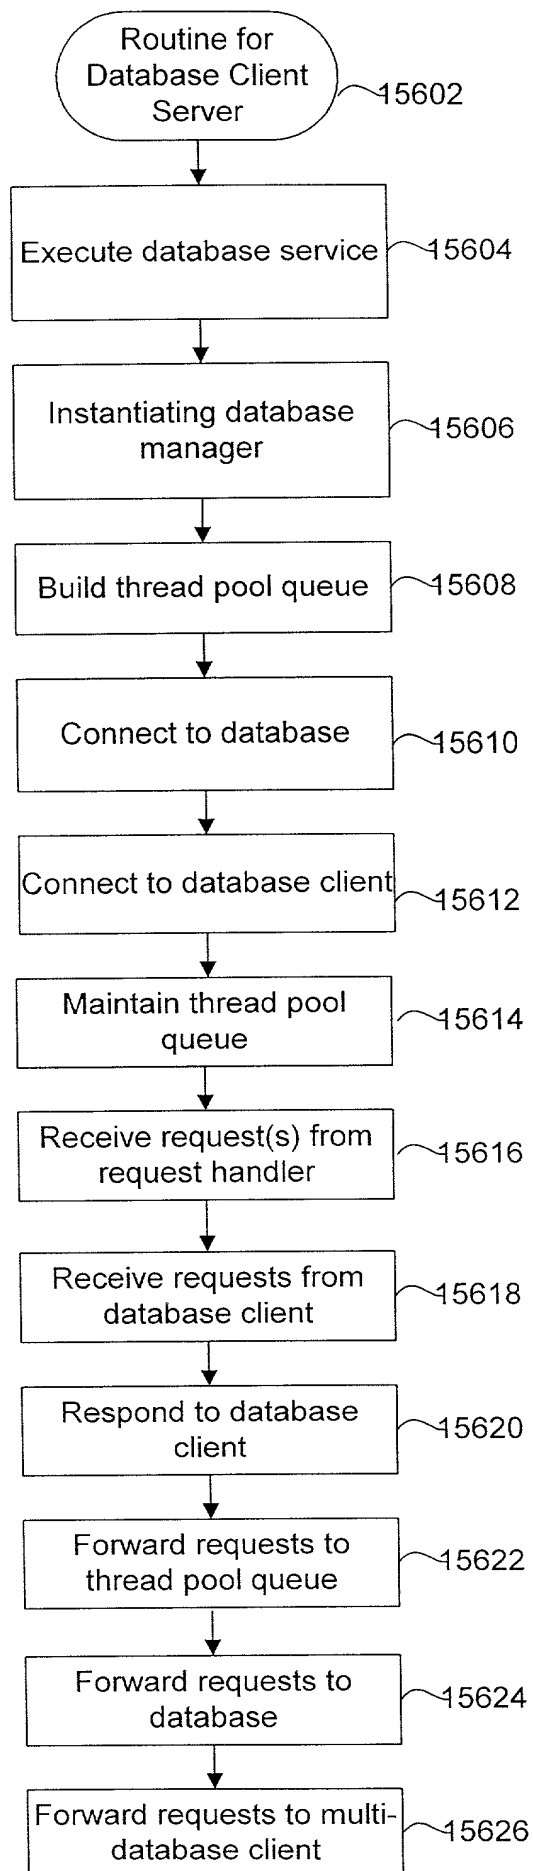 Routine for
Database Client
Server
15602
Execute database service
15604
Instantiating database
manager
15606
Build thread pool queue
15608
Connect to database
15610
Connect to database client
15612
Maintain thread pool
queue
15614
Receive request(s) from
request handler
15616
Receive requests from
database client
15618
Respond to database
client
15620
Forward requests to
thread pool queue
15622
Forward requests to
database
15624
Forward requests to multi-
database client
15626